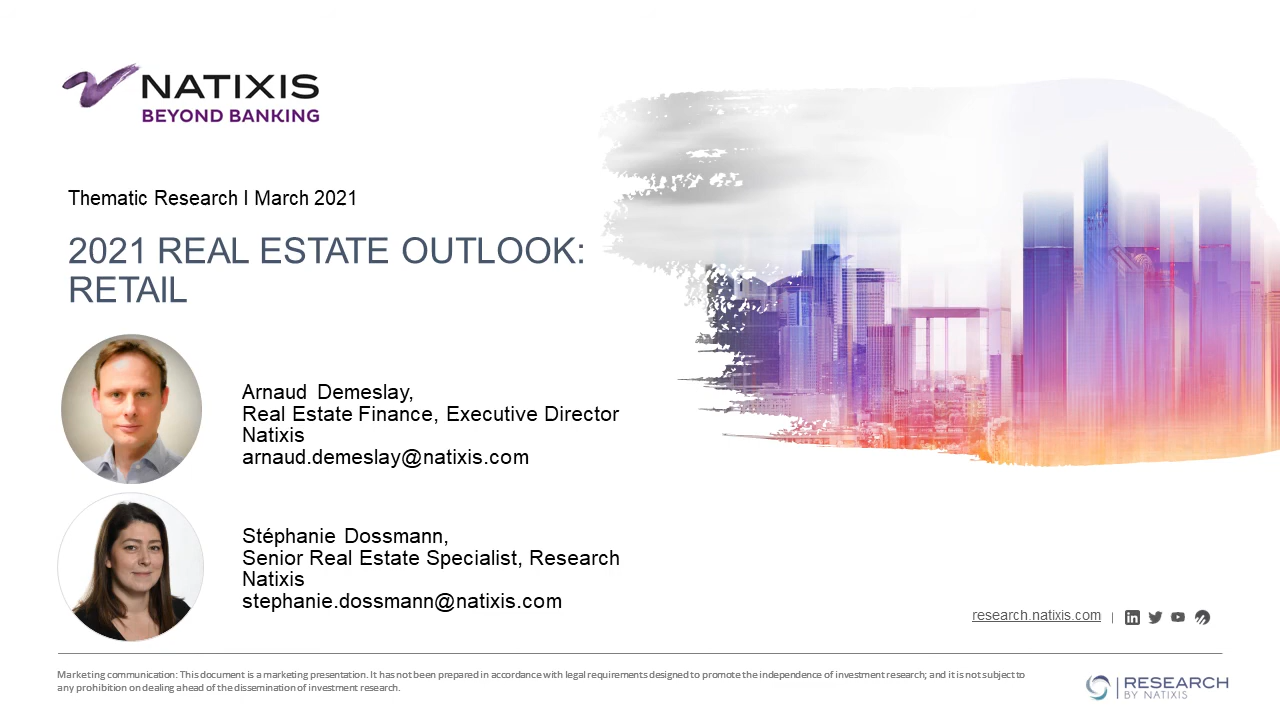 NATIXIS
BEYOND BANKING
Thematic Research I March 2021
2021 REAL ESTATE OUTLOOK:
RETAIL
Arnaud Demeslay,
Real Estate Finance, Executive Director
Natixis
arnaud.demeslay@natixis.com
Stéphanie Dossmann,
Senior Real Estate Specialist, Research
Natixis
stephanie.dossmann@natixis.com
research.natixis.com |
Marketing communication: This document is a marketing presentation. It has not been prepared in accordance with legal requirements designed to promote the independence of investment research; and it is not subject to
any prohibition on dealing ahead of the dissemination of investment research.
RESEARCH
BY NATIXIS